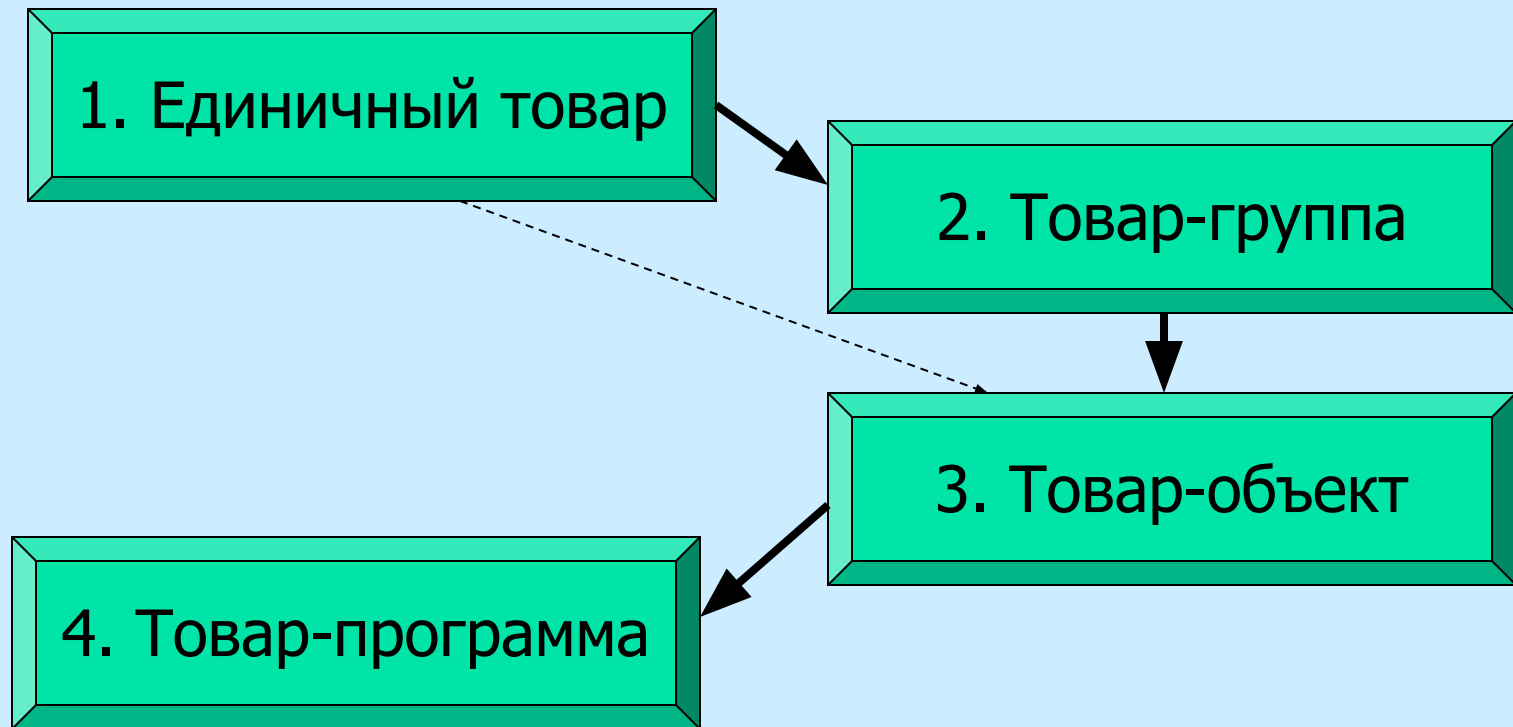 1. Единичный товар
2. Товар-группа
3. Товар-объект
4. Товар-программа